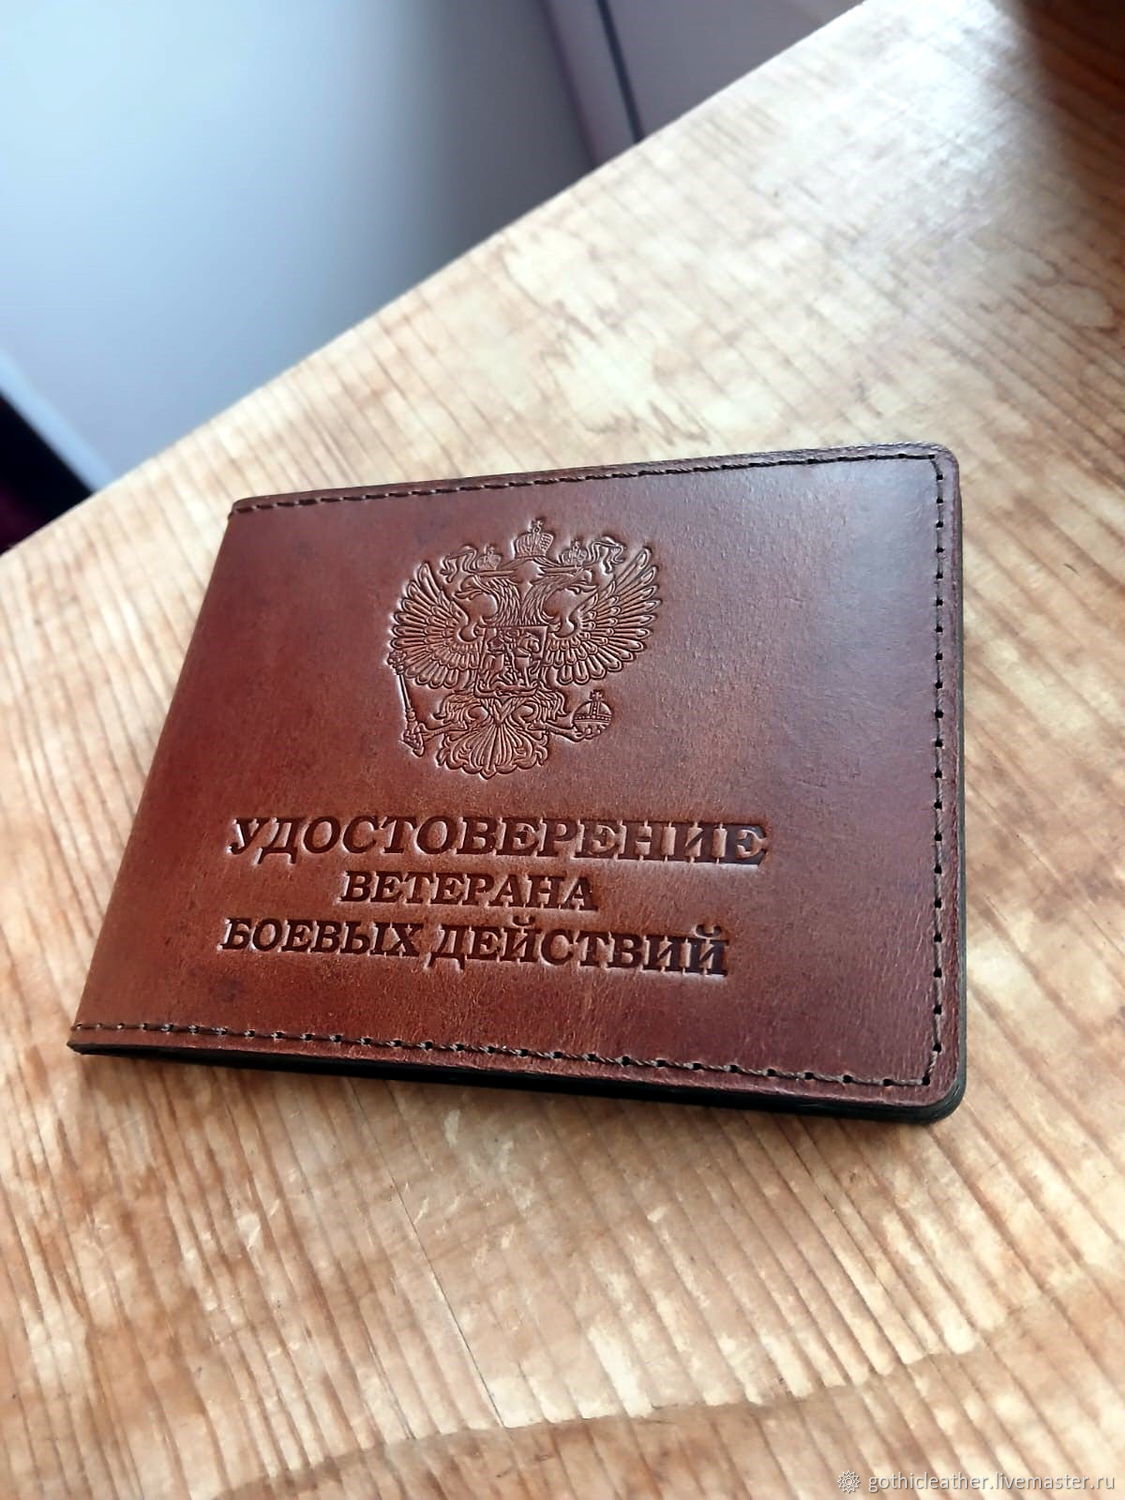 УДОСТОВЕРЕНИЕ
ВЕТЕРАНА
БОЕВЫХ ДЕЙСТВИЙ
gothicleather.livemaster.ru